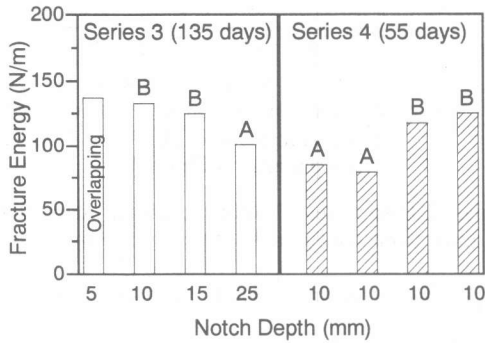 Series 3 (135 days)
Series 4 (55 days)
Fracture Energy (N/m)
200
150
100
50
0
Overlapping
B
B
A
A
A
B
B
5
10
15
25
10
10
10
10
Notch Depth (mm)